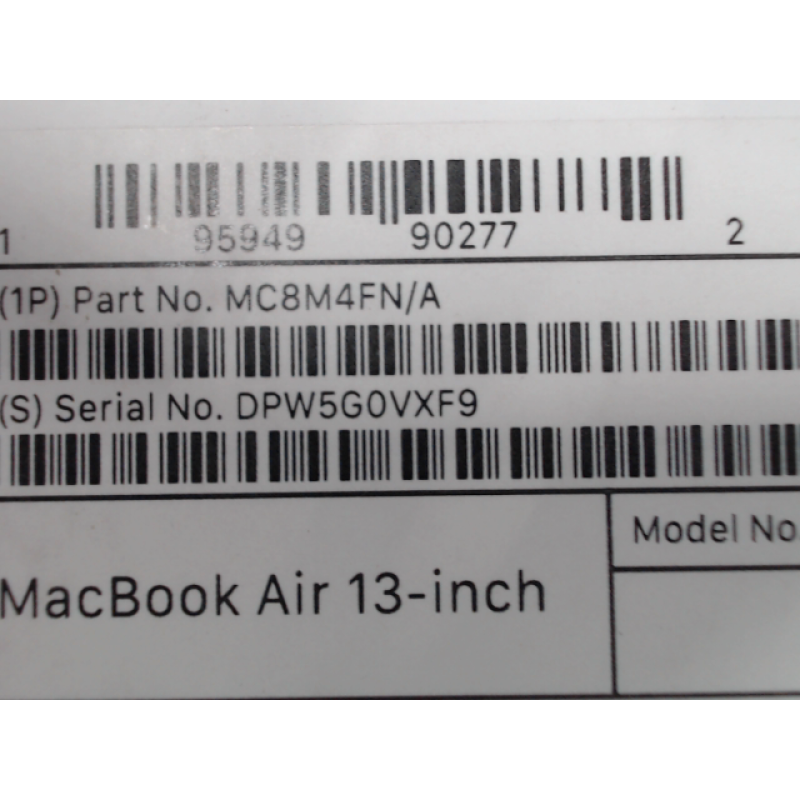 1 95949 90277 2
(1P) Part No. MC8M4FN/A
(S) Serial No. DPW5G0VXF9
Model No.
MacBook Air 13-inch